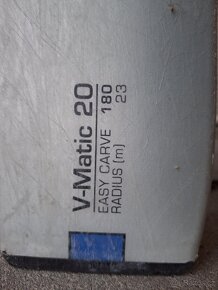 V-Matic 20
EASY CARVE 180
RADIUS (m) 23